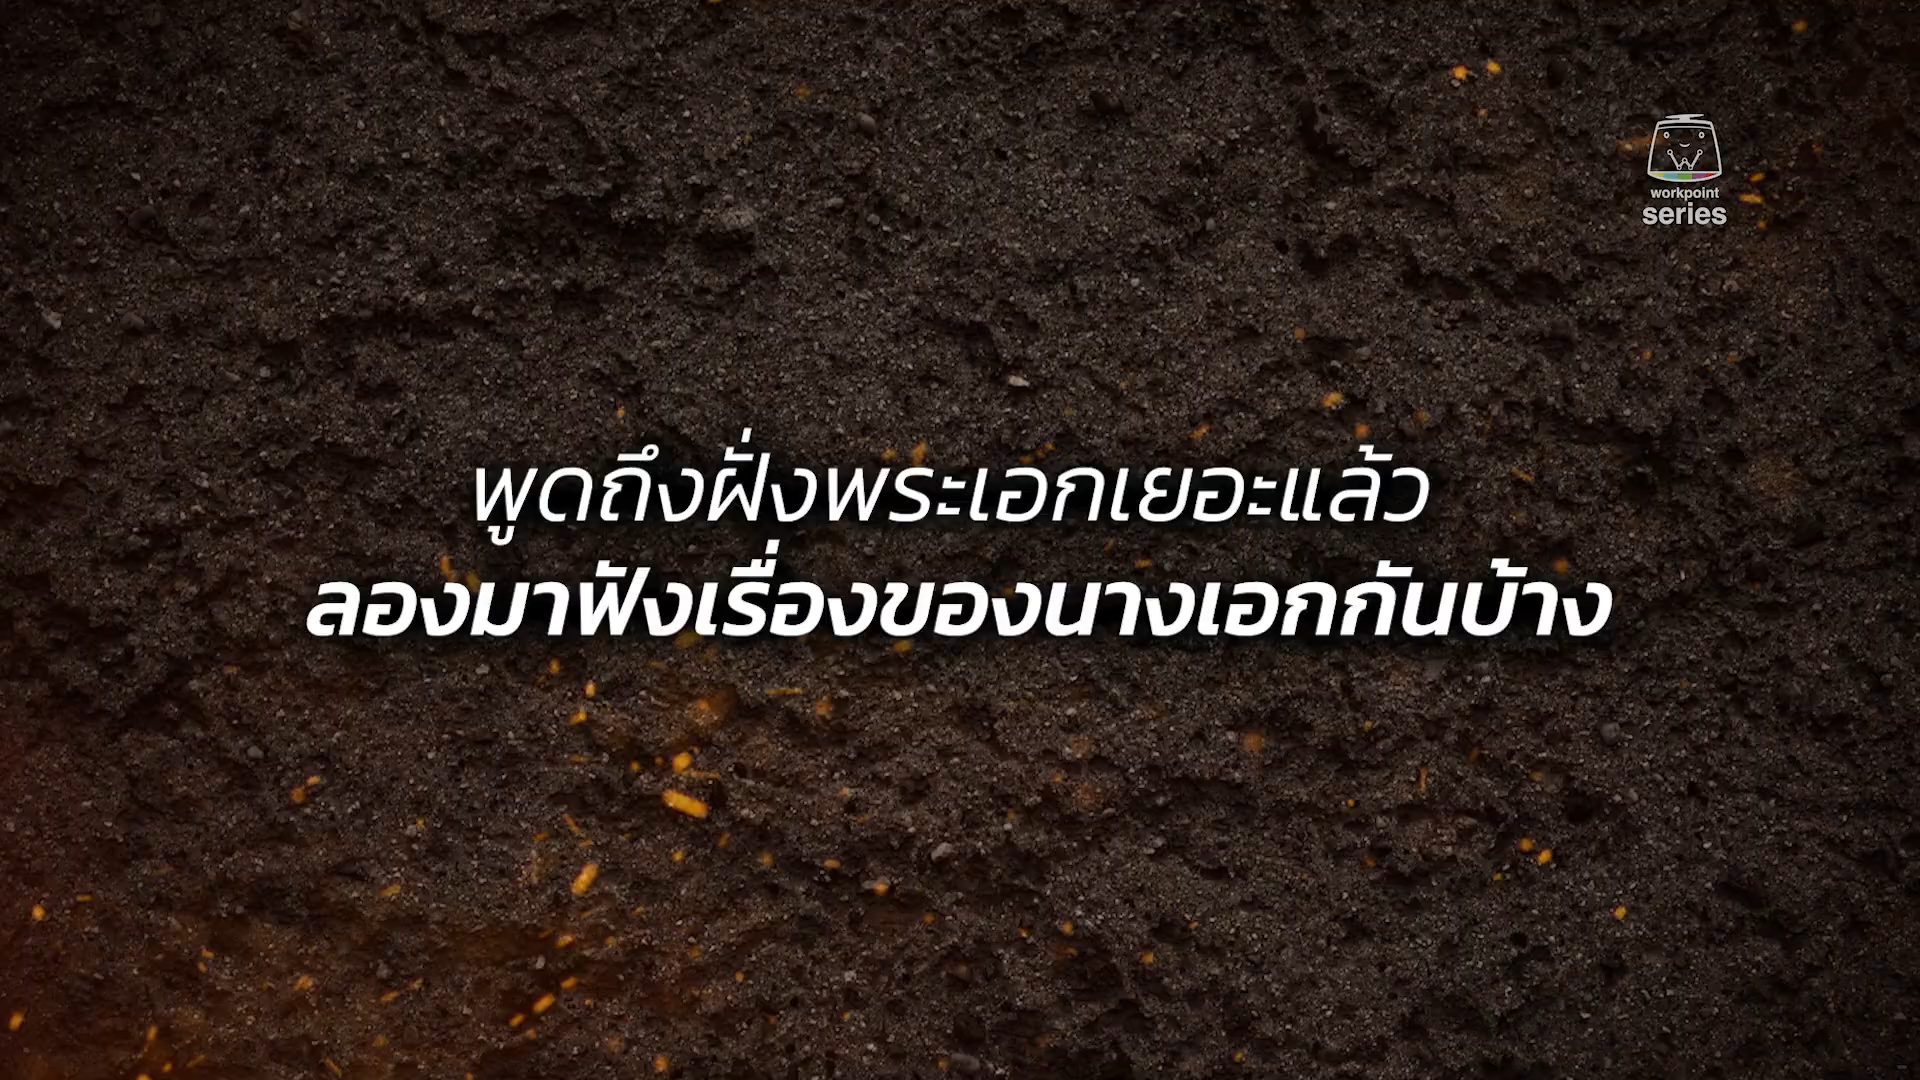 workpoint
series
พูดถึงฝั่งพระเอกเยอะแล้ว
ลองมาฟังเรื่องของนางเอกกันบ้าง